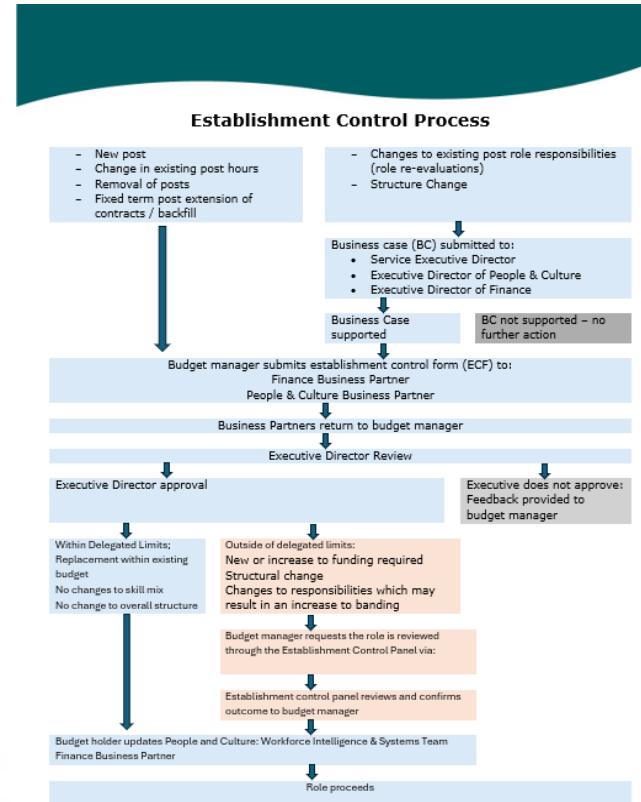 Establishment Control Process
- New post
- Change in existing post hours
- Removal of posts
- Fixed term post extension of
contracts / backfill
- Changes to existing post role responsibilities
(role re-evaluations)
- Structure Change
Business case (BC) submitted to:
• Service Executive Director
• Executive Director of People & Culture
• Executive Director of Finance
Business Case
supported
BC not supported – no
further action
Budget manager submits establishment control form (ECF) to:
Finance Business Partner
People & Culture Business Partner
Business Partners return to budget manager
Executive Director Review
Executive Director approval
Executive does not approve:
Feedback provided to
budget manager
Within Delegated Limits;
Replacement within existing
budget
No changes to skill mix
No change to overall structure
Outside of delegated limits:
New or increase to funding required
Structural change
Changes to responsibilities which may
result in an increase to banding
Budget manager requests the role is reviewed
through the Establishment Control Panel via:
Establishment control panel reviews and confirms
outcome to budget manager
Budget holder updates People and Culture: Workforce Intelligence & Systems Team
Finance Business Partner
Role proceeds